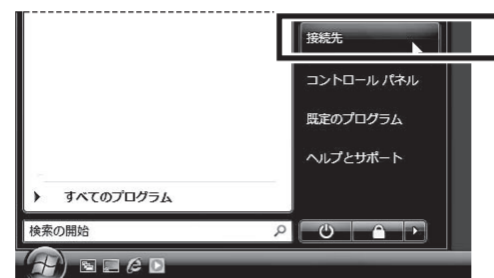 接続先
コントロール パネル
既定のプログラム
ヘルプとサポート
すべてのプログラム
検索の開始